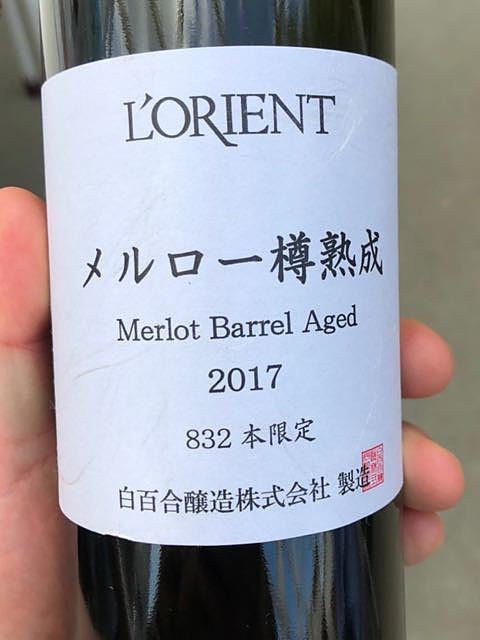 L'ORIENT
メルロー樽熟成
Merlot Barrel Aged
2017
832 本限定
白百合醸造株式会社 製造